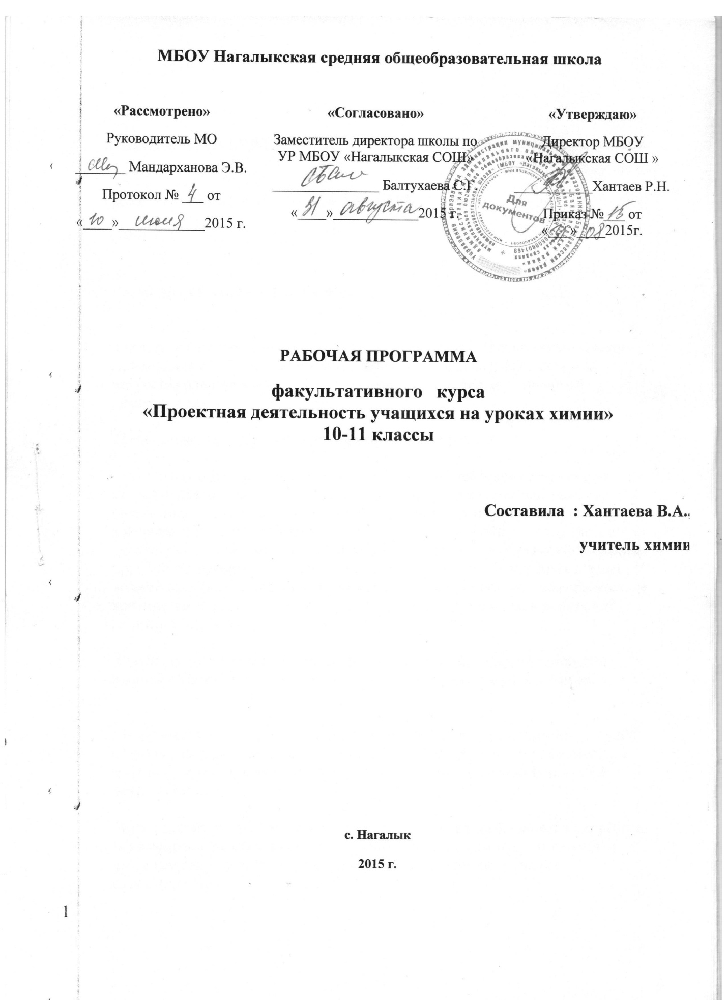 МБОУ Нагалыкская средняя общеобразовательная школа
«Рассмотрено»
Руководитель МО
Мандарханова Э.В.
Протокол № 4 от
«10» июня 2015 г.
«Согласовано»
Заместитель директора школы по
УР МБОУ «Нагалыкская СОШ»
Балтухаева С.Г.
«31» августа 2015 г.
«Утверждаю»
Директор МБОУ
«Нагалыкская СОШ »
Хантаев Р.Н.
Приказ № 15 от
« » 08 2015г.
Для
документов
РАБОЧАЯ ПРОГРАММА
факультативного курса
«Проектная деятельность учащихся на уроках химии»
10-11 классы
Составила : Хантаева В.А.,
учитель химии
с. Нагалык
2015 г.
1